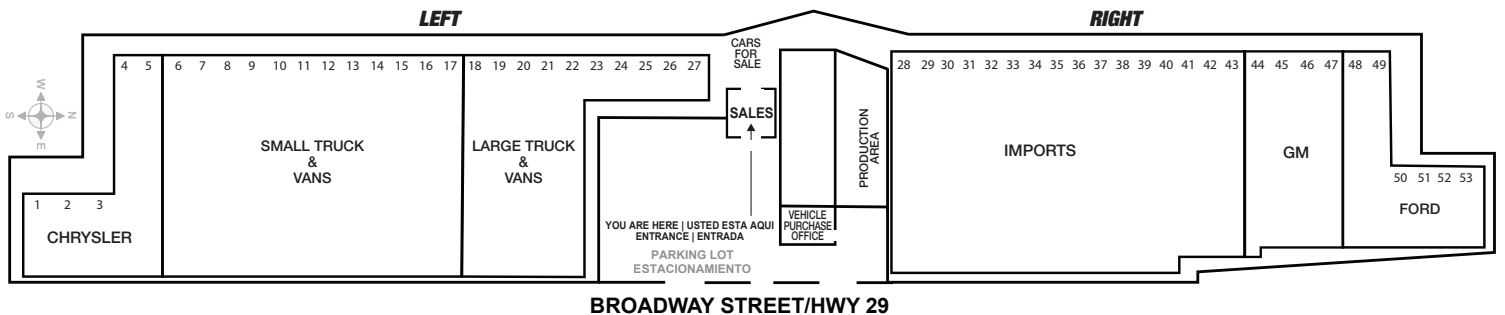 LEFT
RIGHT
CARS
FOR
SALE
4 5 6 7 8 9 10 11 12 13 14 15 16 17 18 19 20 21 22 23 24 25 26 27
28 29 30 31 32 33 34 35 36 37 38 39 40 41 42 43 44 45 46 47 48 49
W
S N
E
SALES
SMALL TRUCK
&
VANS
LARGE TRUCK
&
VANS
PRODUCTION
AREA
IMPORTS
GM
50 51 52 53
FORD
1 2 3
CHRYSLER
YOU ARE HERE | USTED ESTA AQUI
ENTRANCE | ENTRADA
VEHICLE
PURCHASE
OFFICE
PARKING LOT
ESTACIONAMIENTO
BROADWAY STREET/HWY 29